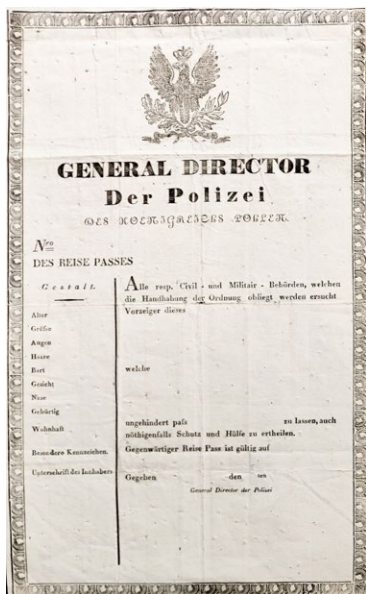 GENERAL DIRECTOR
Der Polizei
DES KOENIGREICHS POLEN.
Nro
DES REISE PASSES
Gestalt.
Alter
Größe
Augen
Haare
Bart
Gesicht
Nase
Gebürtig
Wohnhaft
Besondere Kennzeichen.
Unterschrift des Innhabers
Alle resp. Civil - und Militair - Behörden, welchen
die Handhabung der Ordnung obliegt werden ersucht
Vorzeiger dieses
welche
ungehindert pass zu lassen, auch
nöthigenfalls Schutz und Hülfe zu ertheilen.
Gegenwärtiger Reise Pass ist gültig auf
Gegeben den ten
General Director der Polizei